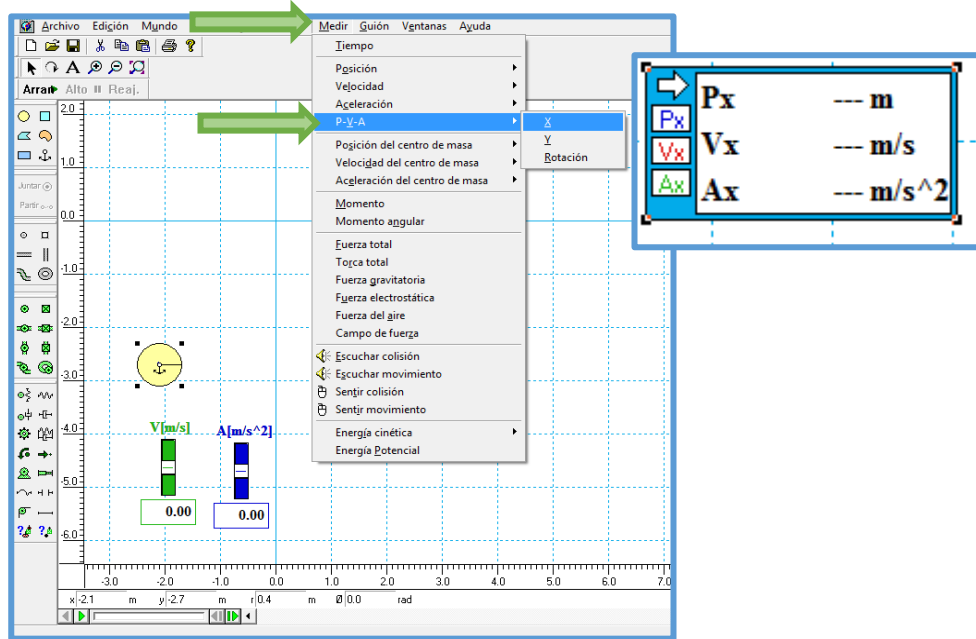 Archivo Edición Mundo Medir Guión Ventanas Ayuda
Arran Alto Reaj.
Tiempo
Posición
Velocidad
Aceleración
P-V-A
X
Y
Rotación
Posición del centro de masa
Velocidad del centro de masa
Aceleración del centro de masa
Momento
Momento angular
Fuerza total
Torca total
Fuerza gravitatoria
Fuerza electrostática
Fuerza del aire
Campo de fuerza
Escuchar colisión
Escuchar movimiento
Sentir colisión
Sentir movimiento
Energía cinética
Energía Potencial
Px --- m
Vx --- m/s
Ax --- m/s^2
Px
Vx
Ax
Juntar
Partir
2.0
1.0
0.0
-1.0
-2.0
-3.0
-4.0
-5.0
-6.0
V[m/s] A[m/s^2]
0.00 0.00
-3.0 -2.0 -1.0 0.0 1.0 2.0 3.0 4.0 5.0 6.0 7.0
x -2.1 m y -2.7 m r 0.4 m Ø 0.0 rad